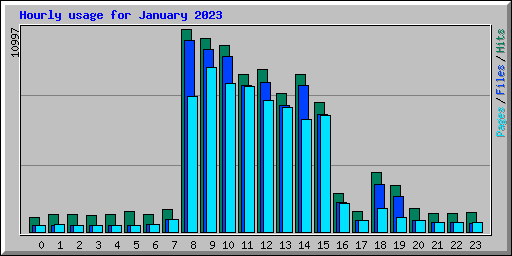 Hourly usage for January 2023
10997
Pages/Files/Hits
0 1 2 3 4 5 6 7 8 9 10 11 12 13 14 15 16 17 18 19 20 21 22 23